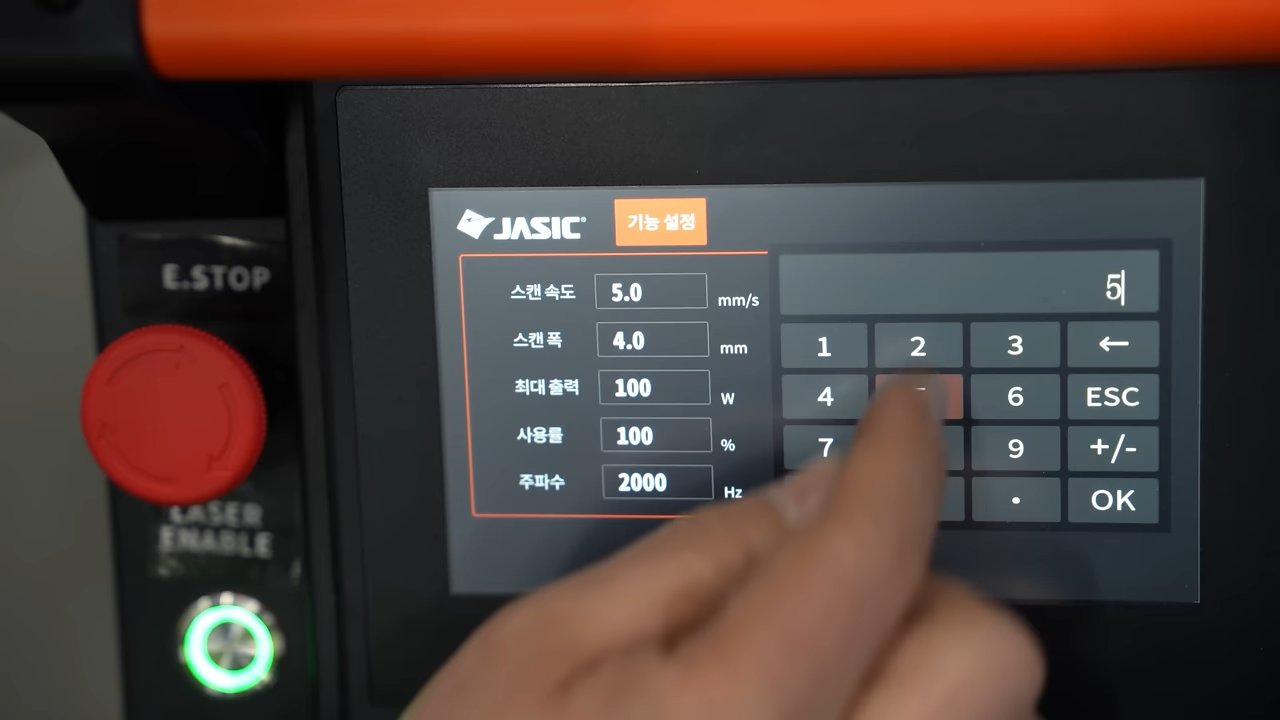 E.STOP
LASER
ENABLE
JASIC®
기능 설정
스캔 속도 5.0 mm/s
스캔 폭 4.0 mm
최대 출력 100 W
사용률 100 %
주파수 2000 Hz
5
1 2 3 ←
4 6 ESC
7 9 +/-
. OK